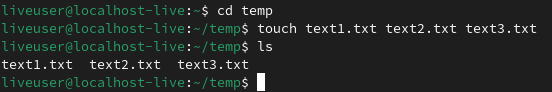 liveuser@localhost-live:~$ cd temp
liveuser@localhost-live:~/temp$ touch text1.txt text2.txt text3.txt
liveuser@localhost-live:~/temp$ ls
text1.txt  text2.txt  text3.txt
liveuser@localhost-live:~/temp$